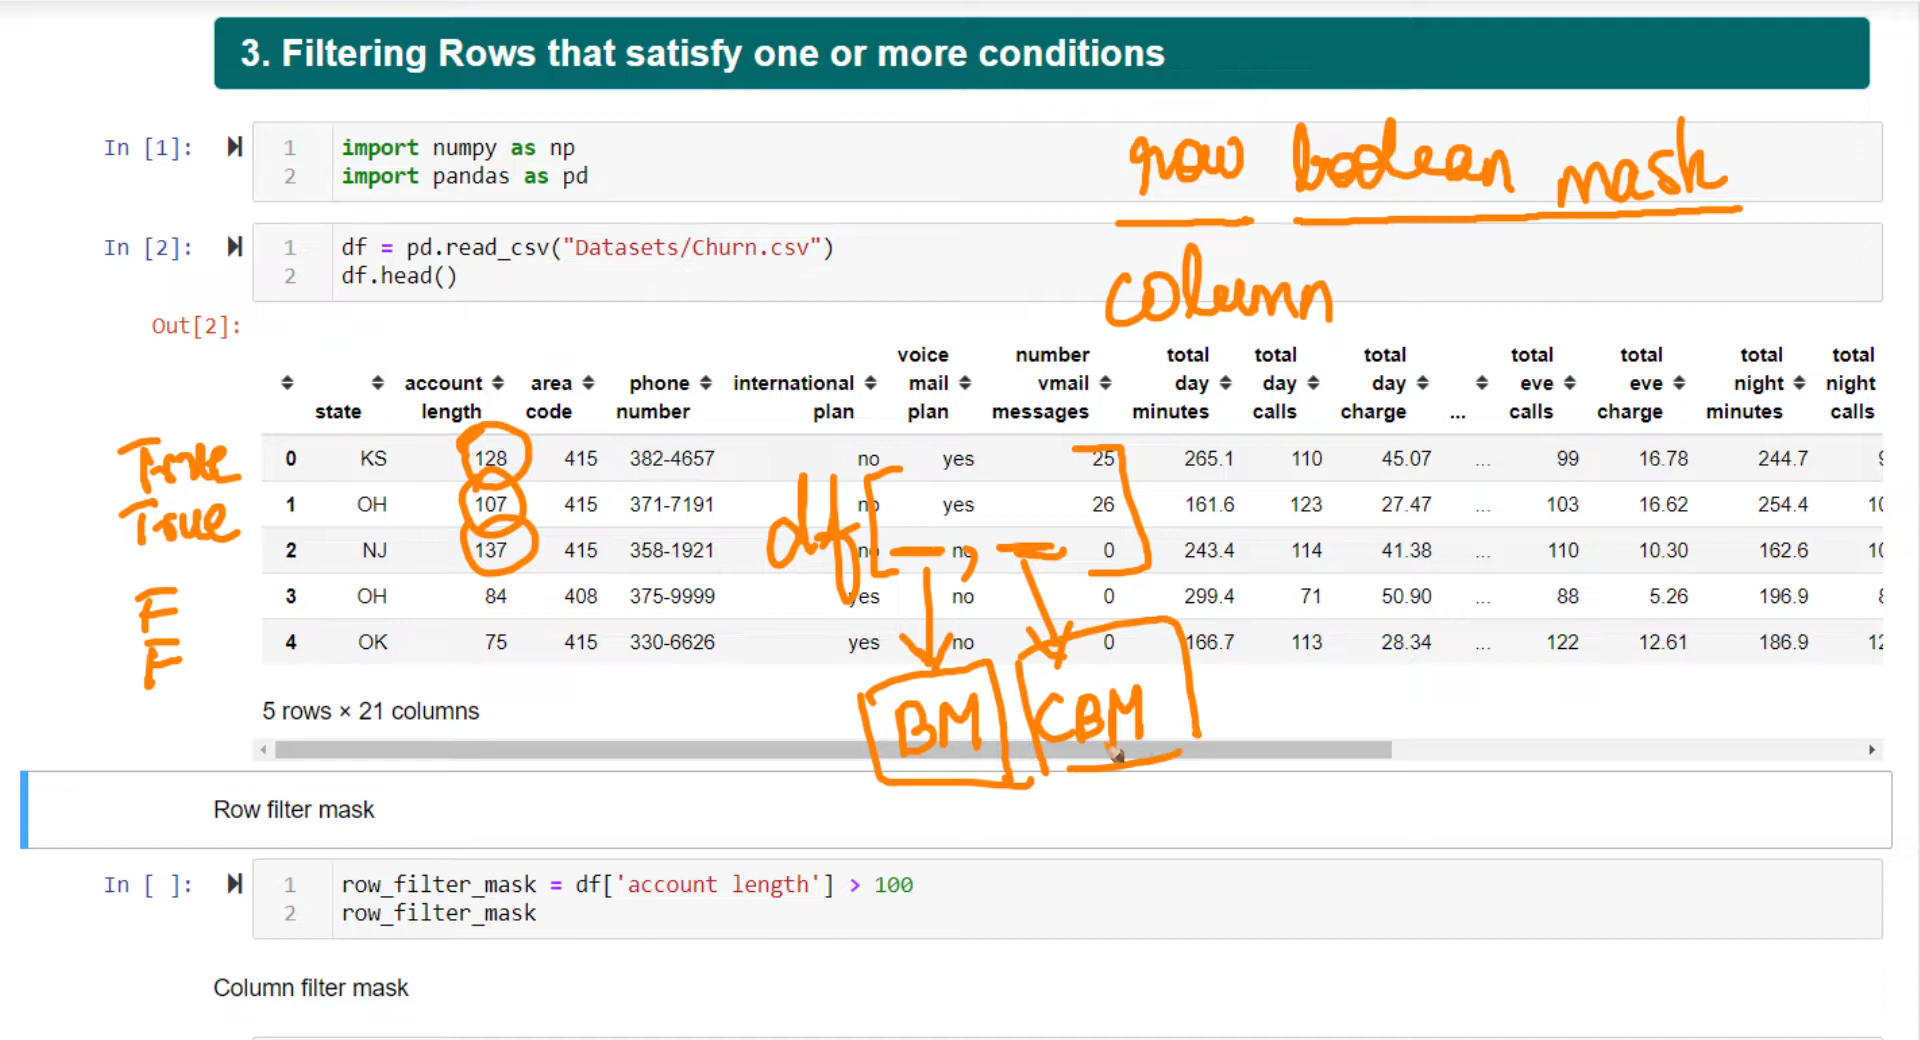 3. Filtering Rows that satisfy one or more conditions
In [1]:
1 import numpy as np
2 import pandas as pd
row boolean mask
In [2]:
1 df = pd.read_csv("Datasets/Churn.csv")
2 df.head()
column
Out[2]:
state account length area code phone number international plan voice mail plan number vmail messages total day minutes total day calls total day charge ... total eve calls total eve charge total night minutes total night calls
True 0 KS 128 415 382-4657 no yes 25 265.1 110 45.07 ... 99 16.78 244.7
True 1 OH 107 415 371-7191 no yes 26 161.6 123 27.47 ... 103 16.62 254.4 10
2 NJ 137 415 358-1921 no no 0 243.4 114 41.38 ... 110 10.30 162.6 10
df[ _ , _ ]
F 3 OH 84 408 375-9999 yes no 0 299.4 71 50.90 ... 88 5.26 196.9
F 4 OK 75 415 330-6626 yes no 0 166.7 113 28.34 ... 122 12.61 186.9 12
5 rows × 21 columns
BM CBM
Row filter mask
In [ ]:
1 row_filter_mask = df['account length'] > 100
2 row_filter_mask
Column filter mask